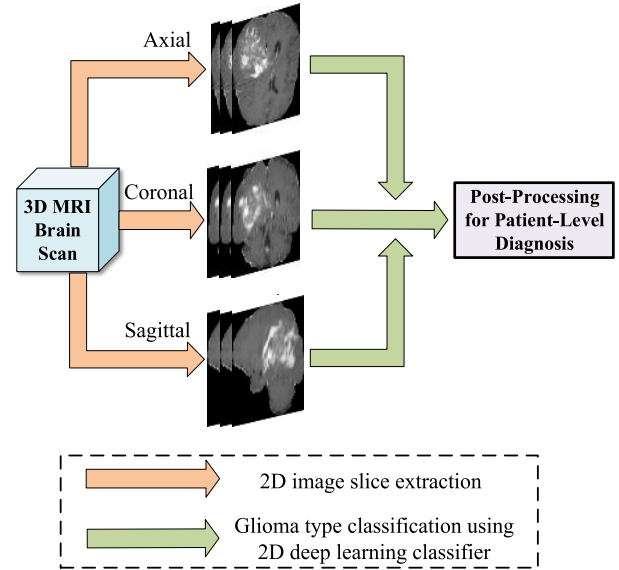 Axial
Coronal
3D MRI
Brain
Scan
Sagittal
Post-Processing
for Patient-Level
Diagnosis
2D image slice extraction
Glioma type classification using
2D deep learning classifier